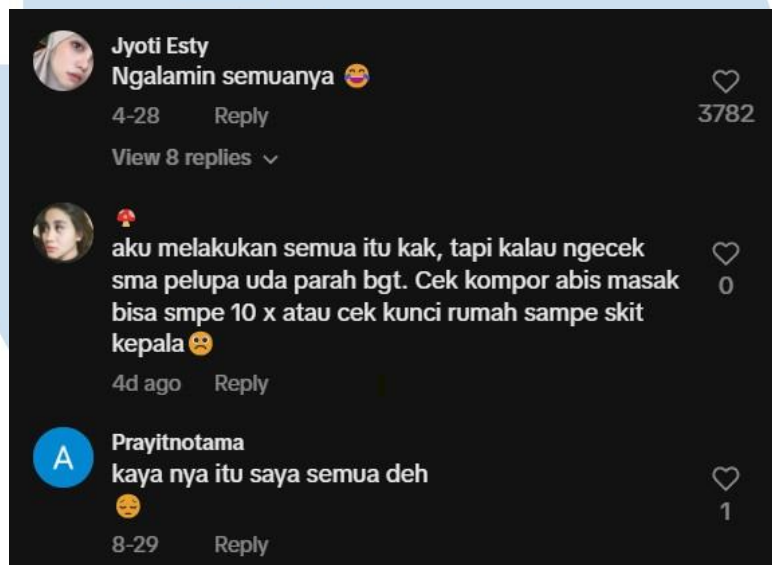 Jyoti Esty
Ngalamin semuanya 😂
3782
4-28 Reply
View 8 replies
🍄
aku melakukan semua itu kak, tapi kalau ngecek
sma pelupa uda parah bgt. Cek kompor abis masak
bisa smpe 10 x atau cek kunci rumah sampe skit
kepala☹️
0
4d ago Reply
A
Prayitnotama
kaya nya itu saya semua deh
😔
1
8-29 Reply